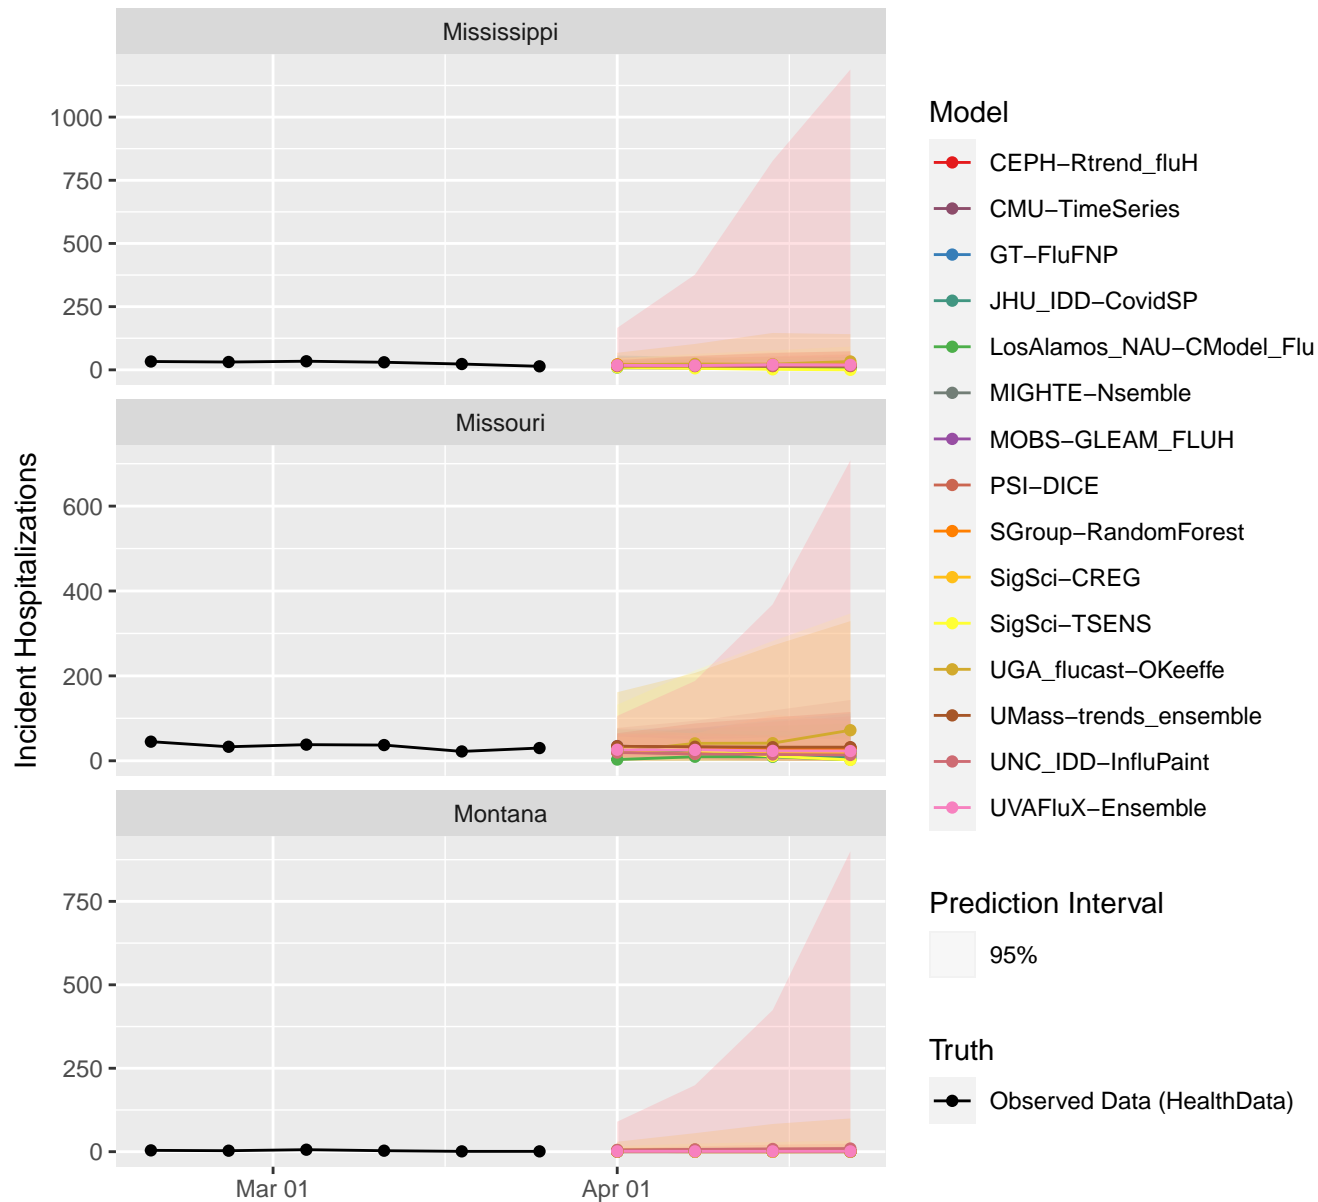 Mississippi
1000
750
500
250
0
Missouri
600
400
200
0
Montana
750
500
250
0
Mar 01
Apr 01
Incident Hospitalizations
Model
CEPH−Rtrend_fluH
CMU−TimeSeries
GT−FluFNP
JHU_IDD−CovidSP
LosAlamos_NAU−CModel_Flu
MIGHTE−Nsemble
MOBS−GLEAM_FLUH
PSI−DICE
SGroup−RandomForest
SigSci−CREG
SigSci−TSENS
UGA_flucast−OKeeffe
UMass−trends_ensemble
UNC_IDD−InfluPaint
UVAFluX−Ensemble
Prediction Interval
95%
Truth
Observed Data (HealthData)